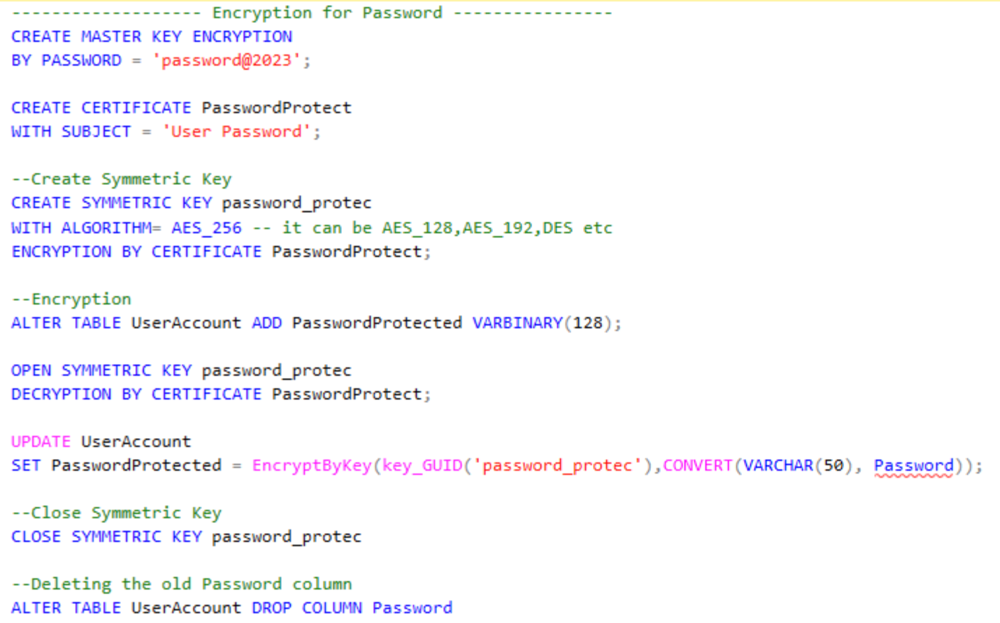 ------------------- Encryption for Password ----------------
CREATE MASTER KEY ENCRYPTION
BY PASSWORD = 'password@2023';
CREATE CERTIFICATE PasswordProtect
WITH SUBJECT = 'User Password';
--Create Symmetric Key
CREATE SYMMETRIC KEY password_protec
WITH ALGORITHM= AES_256 -- it can be AES_128,AES_192,DES etc
ENCRYPTION BY CERTIFICATE PasswordProtect;
--Encryption
ALTER TABLE UserAccount ADD PasswordProtected VARBINARY(128);
OPEN SYMMETRIC KEY password_protec
DECRYPTION BY CERTIFICATE PasswordProtect;
UPDATE UserAccount
SET PasswordProtected = EncryptByKey(key_GUID('password_protec'),CONVERT(VARCHAR(50), Password));
--Close Symmetric Key
CLOSE SYMMETRIC KEY password_protec
--Deleting the old Password column
ALTER TABLE UserAccount DROP COLUMN Password